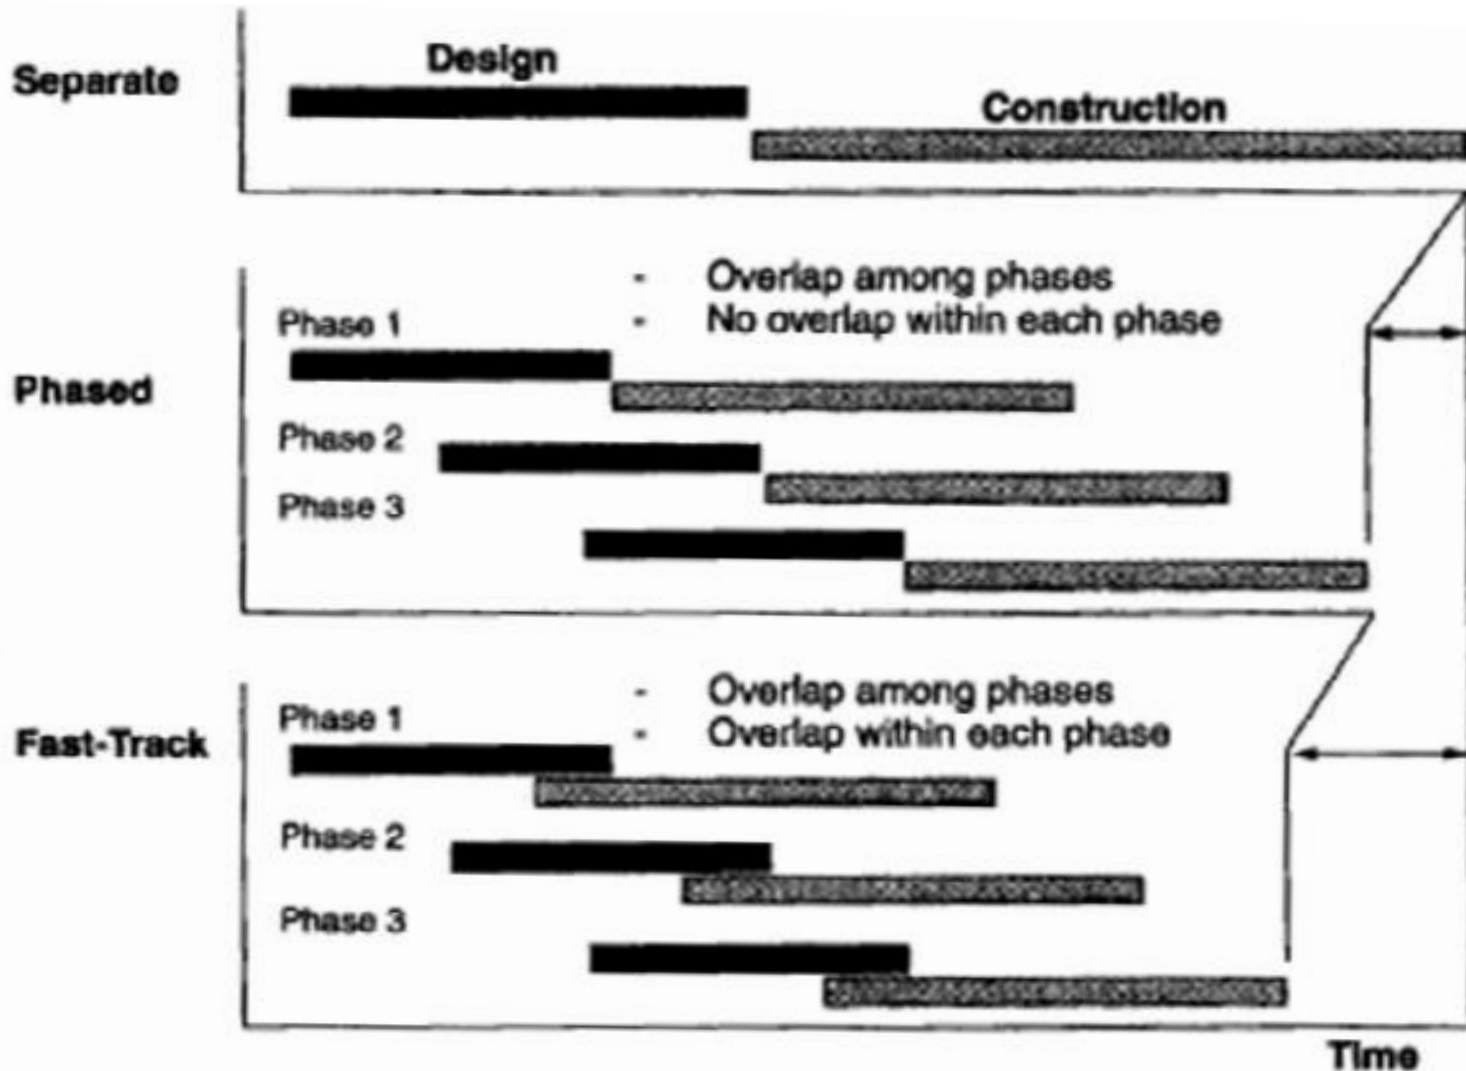 Separate
Design
Construction
- Overlap among phases
- No overlap within each phase
Phased
Phase 1
Phase 2
Phase 3
- Overlap among phases
- Overlap within each phase
Fast-Track
Phase 1
Phase 2
Phase 3
Time